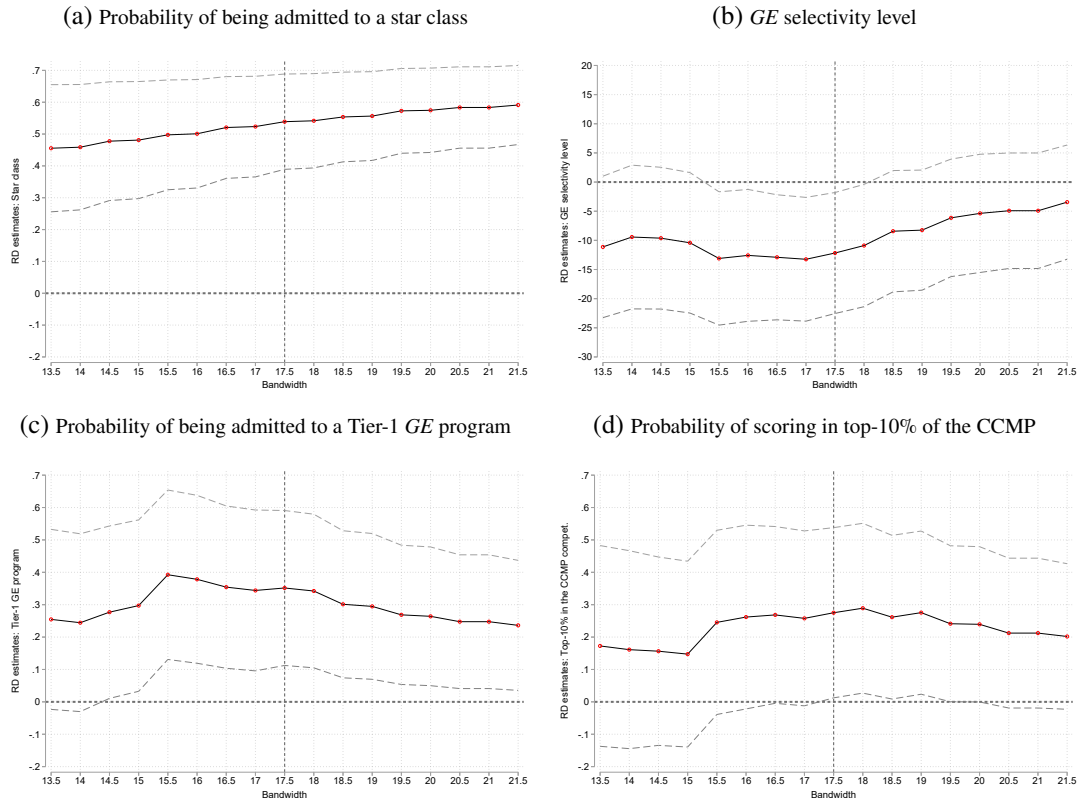 (a) Probability of being admitted to a star class
.7
.6
.5
.4
.3
.2
.1
0
-.1
-.2
RD estimates: Star class
13.5 14 14.5 15 15.5 16 16.5 17 17.5 18 18.5 19 19.5 20 20.5 21 21.5
Bandwidth
(b) GE selectivity level
20
15
10
5
0
-5
-10
-15
-20
-25
-30
RD estimates: GE selectivity level
13.5 14 14.5 15 15.5 16 16.5 17 17.5 18 18.5 19 19.5 20 20.5 21 21.5
Bandwidth
(c) Probability of being admitted to a Tier-1 GE program
.7
.6
.5
.4
.3
.2
.1
0
-.1
-.2
RD estimates: Tier-1 GE program
13.5 14 14.5 15 15.5 16 16.5 17 17.5 18 18.5 19 19.5 20 20.5 21 21.5
Bandwidth
(d) Probability of scoring in top-10% of the CCMP
.7
.6
.5
.4
.3
.2
.1
0
-.1
-.2
RD estimates: Top-10% in the CCMP compet.
13.5 14 14.5 15 15.5 16 16.5 17 17.5 18 18.5 19 19.5 20 20.5 21 21.5
Bandwidth